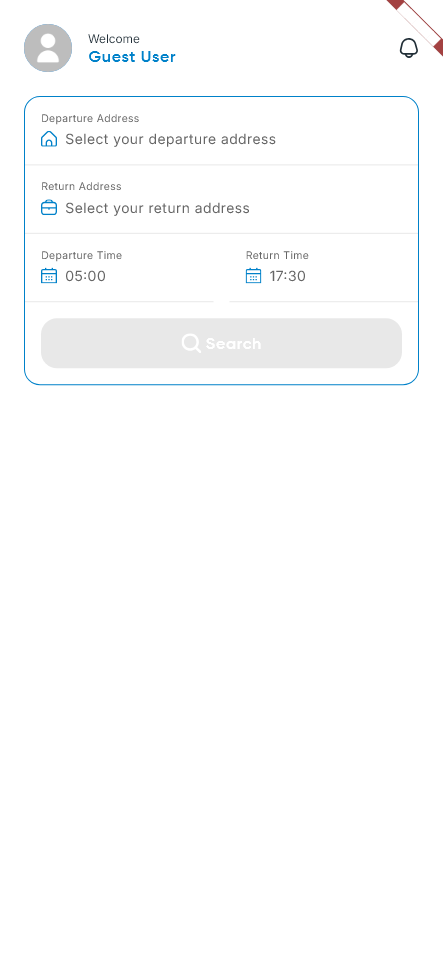 Welcome
Guest User
Departure Address
Select your departure address
Return Address
Select your return address
Departure Time
Return Time
05:00
17:30
Search